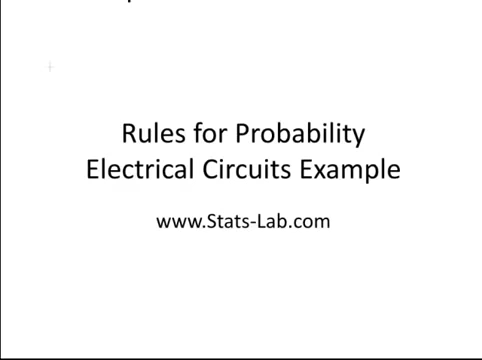 Rules for Probability
Electrical Circuits Example
www.Stats-Lab.com